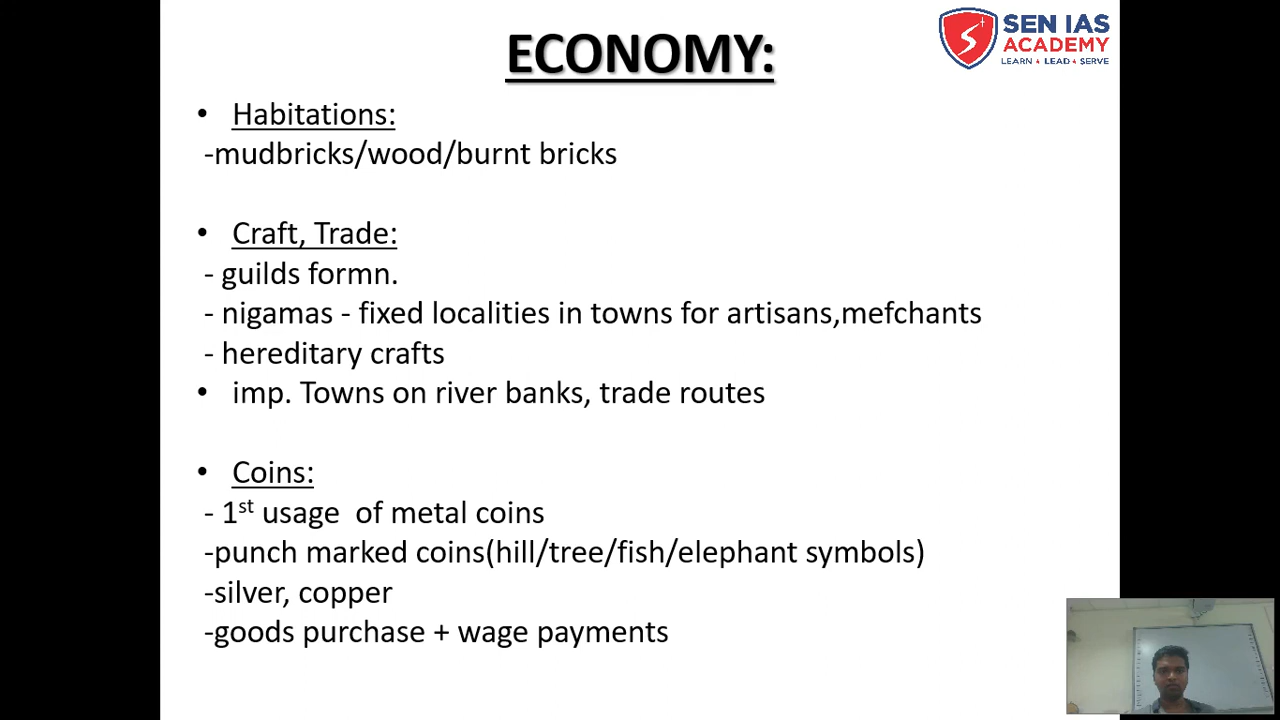 ECONOMY:
SEN IAS
ACADEMY
LEARN ★ LEAD ★ SERVE
• Habitations:
-mudbricks/wood/burnt bricks
• Craft, Trade:
- guilds formn.
- nigamas - fixed localities in towns for artisans,mefchants
- hereditary crafts
• imp. Towns on river banks, trade routes
• Coins:
- 1st usage  of metal coins
-punch marked coins(hill/tree/fish/elephant symbols)
-silver, copper
-goods purchase + wage payments